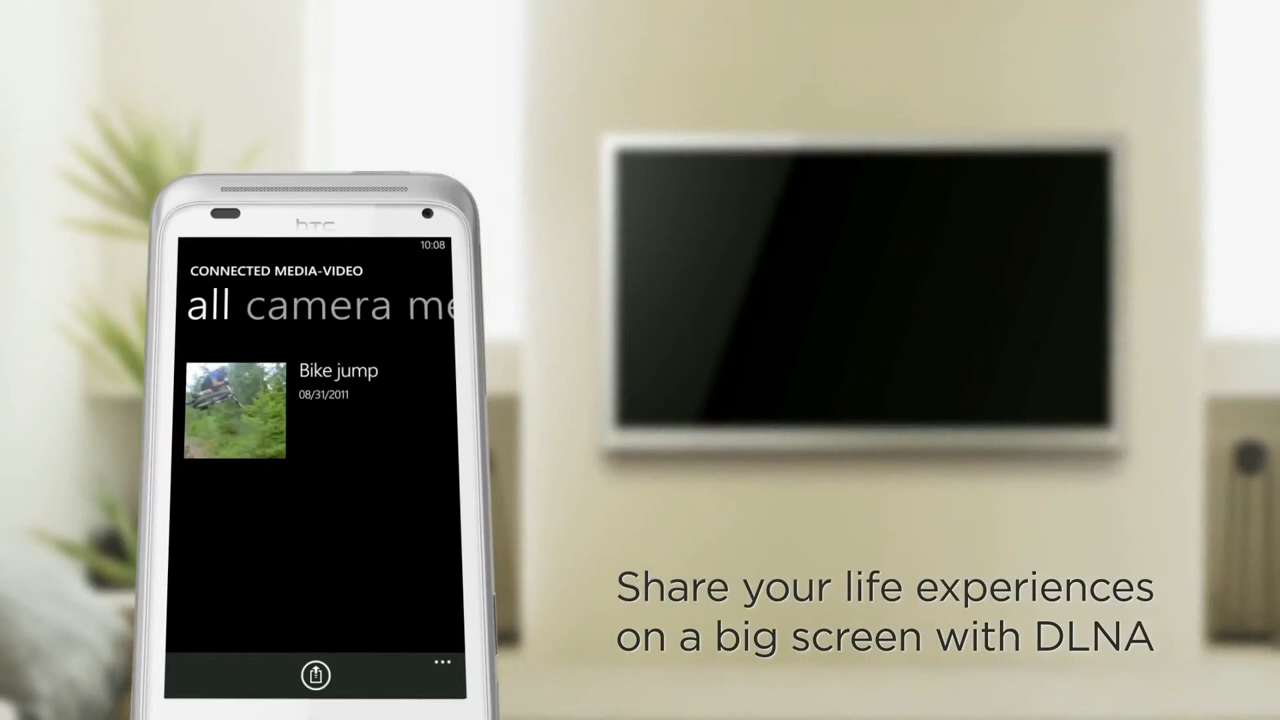 htc
10:08
CONNECTED MEDIA-VIDEO
all camera me
Bike jump
08/31/2011
Share your life experiences
on a big screen with DLNA